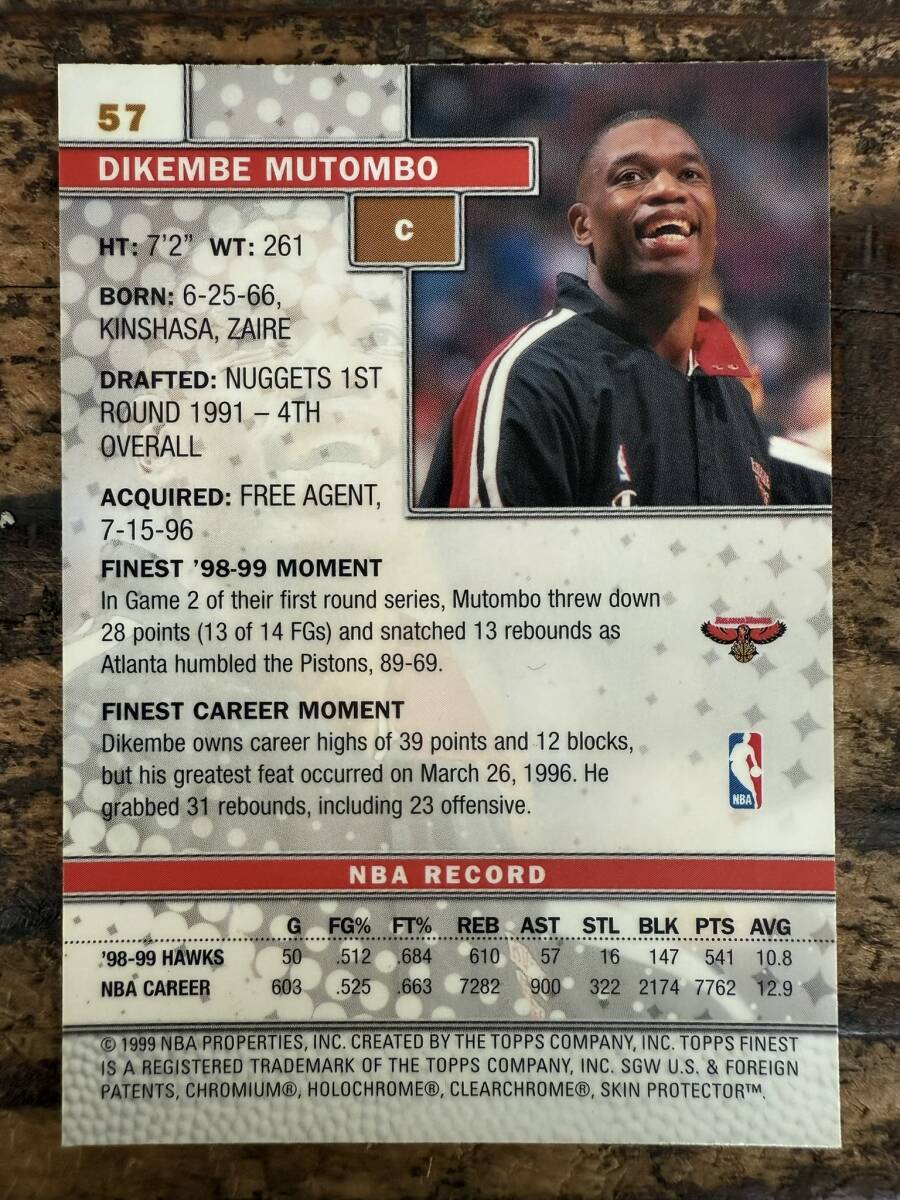 57
DIKEMBE MUTOMBO
C
HT: 7'2” WT: 261
BORN: 6-25-66,
KINSHASA, ZAIRE
DRAFTED: NUGGETS 1ST
ROUND 1991 – 4TH
OVERALL
ACQUIRED: FREE AGENT,
7-15-96
FINEST ’98-99 MOMENT
In Game 2 of their first round series, Mutombo threw down
28 points (13 of 14 FGs) and snatched 13 rebounds as
Atlanta humbled the Pistons, 89-69.
ATLANTA HAWKS
FINEST CAREER MOMENT
Dikembe owns career highs of 39 points and 12 blocks,
but his greatest feat occurred on March 26, 1996. He
grabbed 31 rebounds, including 23 offensive.
NBA
NBA RECORD
G FG% FT% REB AST STL BLK PTS AVG
’98-99 HAWKS 50 .512 .684 610 57 16 147 541 10.8
NBA CAREER 603 .525 .663 7282 900 322 2174 7762 12.9
© 1999 NBA PROPERTIES, INC. CREATED BY THE TOPPS COMPANY, INC. TOPPS FINEST
IS A REGISTERED TRADEMARK OF THE TOPPS COMPANY, INC. SGW U.S. & FOREIGN
PATENTS, CHROMIUM®, HOLOCHROME®, CLEARCHROME®, SKIN PROTECTOR™.